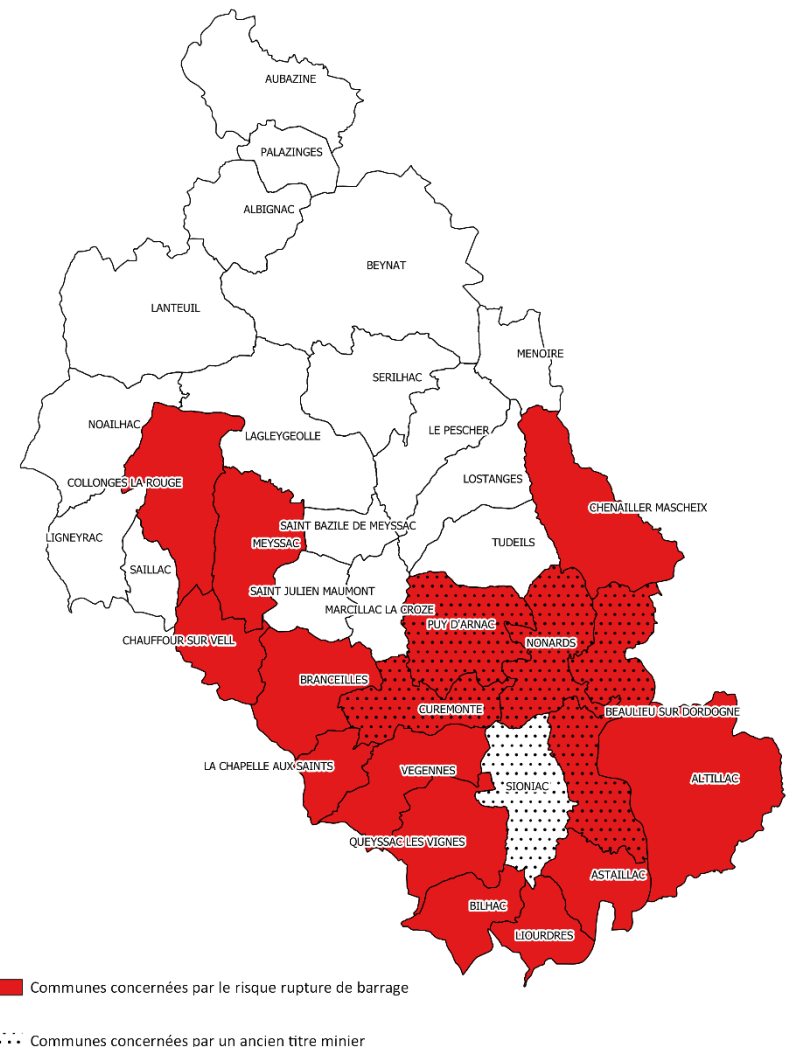 AUBAZINE
PALAZINGES
ALBIGNAC
BEYNAT
LANTEUIL
MENOIRE
SERILHAC
NOAILHAC
LE PESCHER
LAGLEYGEOLLE
LOSTANGES
COLLONGES LA ROUGE
CHENAILLER MASCHEIX
SAINT BAZILE DE MEYSSAC
LIGNEYRAC
MEYSSAC
TUDEILS
SAILLAC
SAINT JULIEN MAUMONT
MARCILLAC LA CROZE
PUY D'ARNAC
CHAUFFOUR SUR VELL
NONARDS
BRANCEILLES
CUREMONTE
BEAULIEU SUR DORDOGNE
LA CHAPELLE AUX SAINTS
VEGENNES
ALTILLAC
SIONIAC
QUEYSSAC LES VIGNES
ASTAILLAC
BILHAC
LIOURDRES
Communes concernées par le risque rupture de barrage
Communes concernées par un ancien titre minier